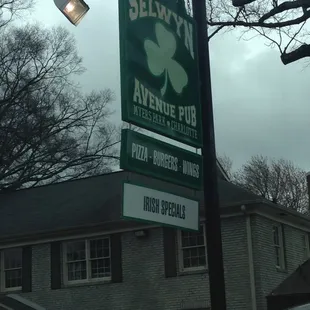 SELWYN
AVENUE PUB
MYERS PARK • CHARLOTTE
PIZZA - BURGERS - WINGS
IRISH SPECIALS